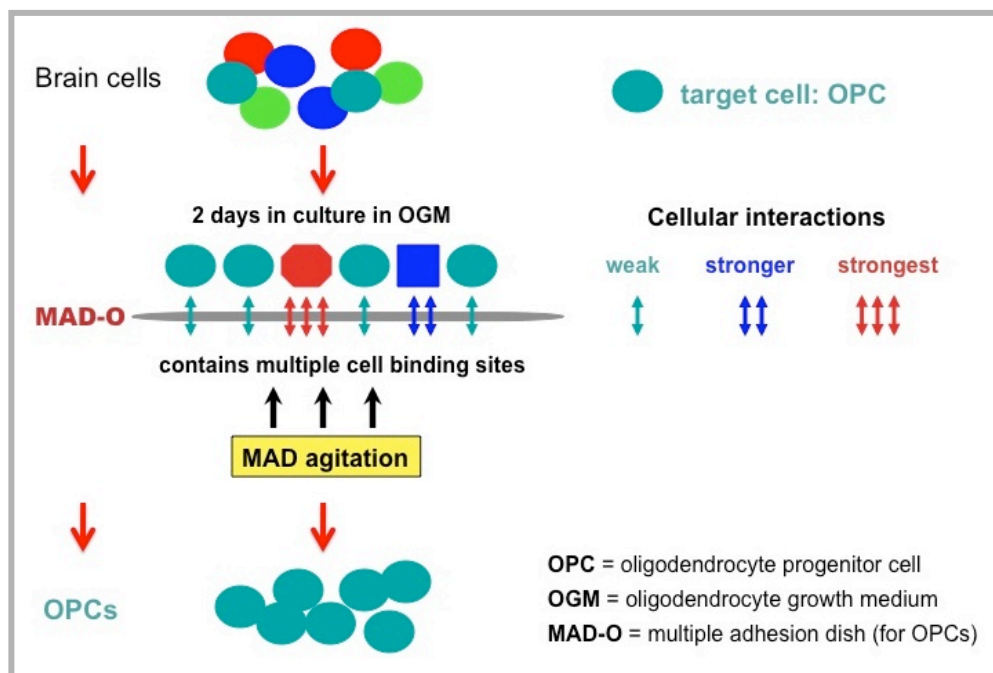 Brain cells
target cell: OPC
2 days in culture in OGM
Cellular interactions
weak
stronger
strongest
MAD-O
contains multiple cell binding sites
MAD agitation
OPCs
OPC = oligodendrocyte progenitor cell
OGM = oligodendrocyte growth medium
MAD-O = multiple adhesion dish (for OPCs)